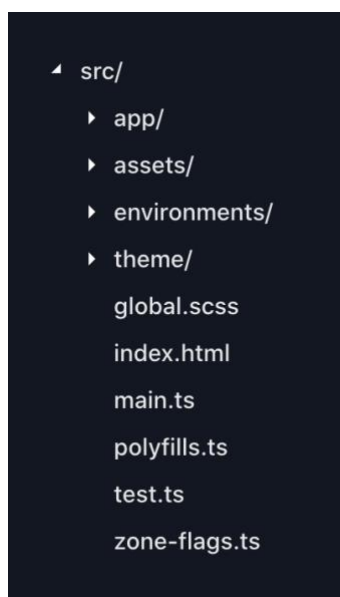 src/
app/
assets/
environments/
theme/
global.scss
index.html
main.ts
polyfills.ts
test.ts
zone-flags.ts